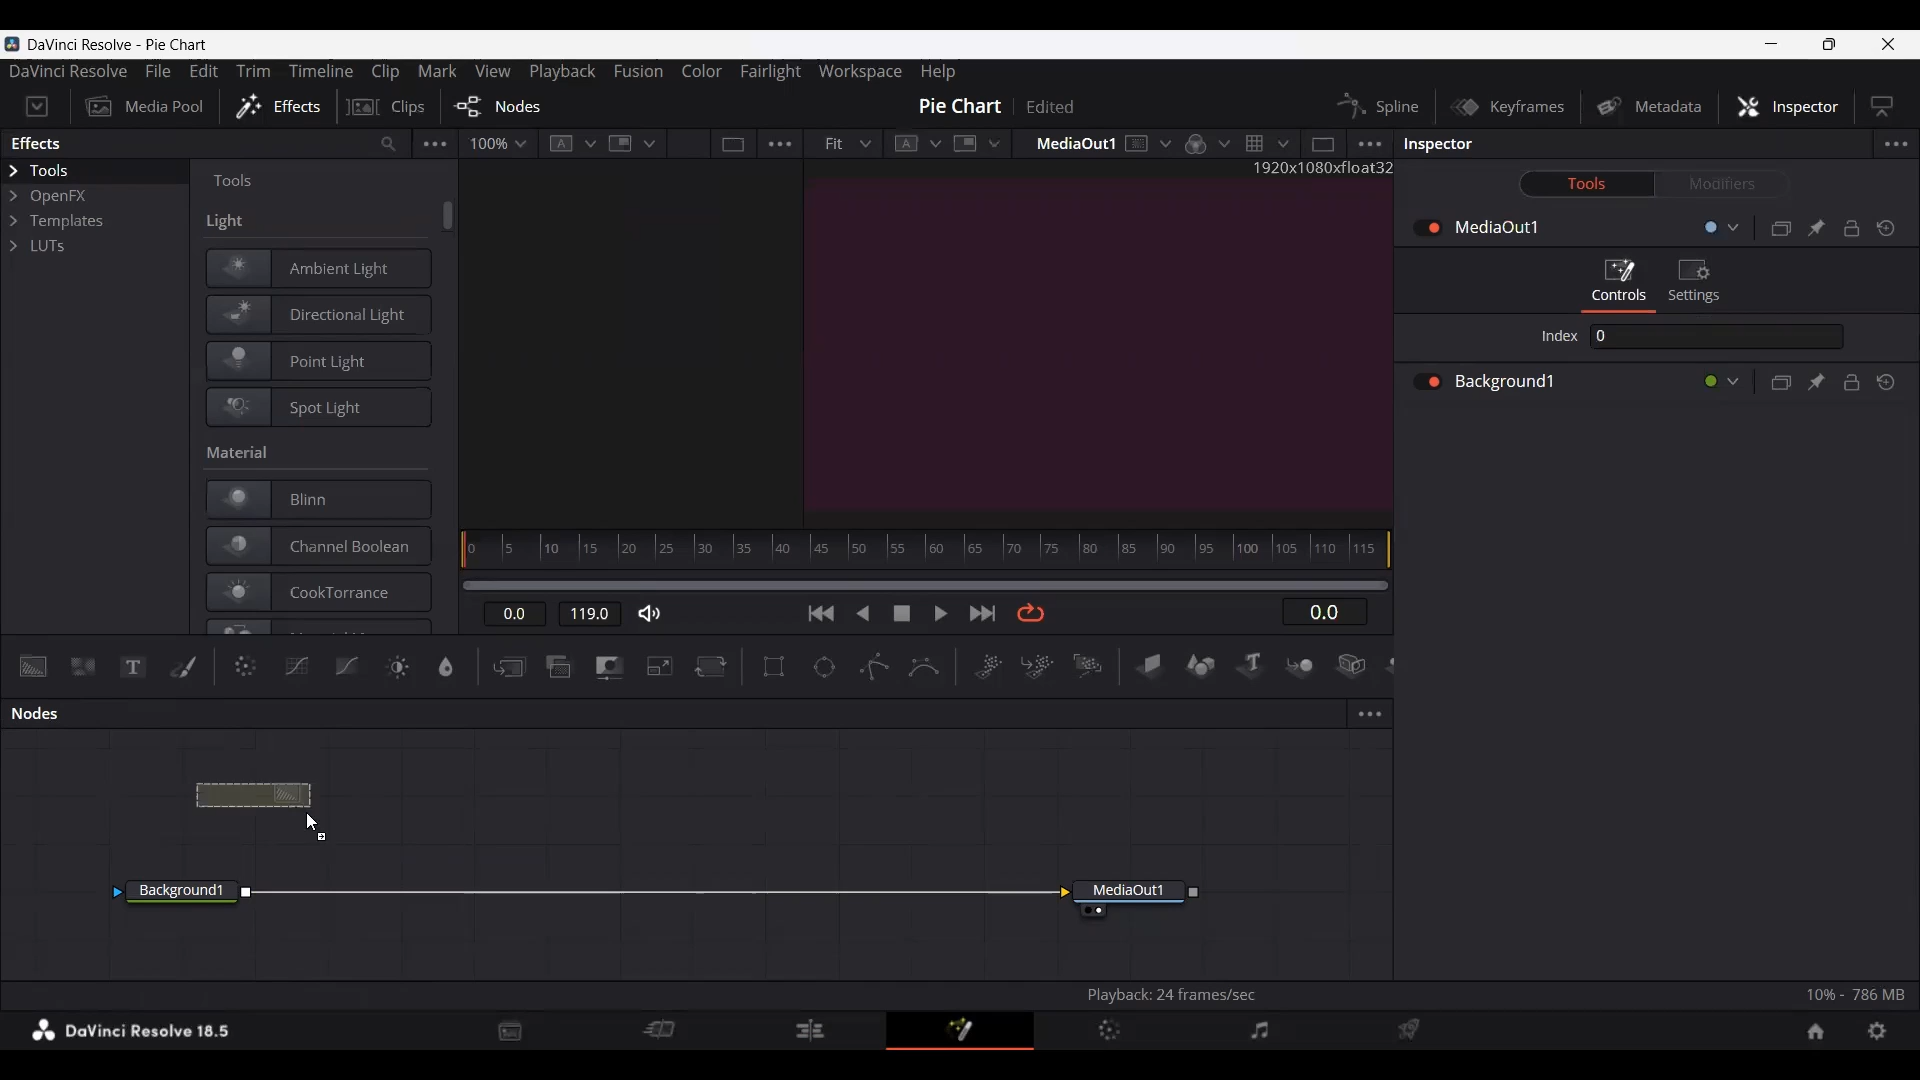 DaVinci Resolve - Pie Chart
DaVinci Resolve File Edit Trim Timeline Clip Mark View Playback Fusion Color Fairlight Workspace Help
Media Pool Effects Clips Nodes Pie Chart Edited Spline Keyframes Metadata Inspector
Effects 100% A Fit A MediaOut1 Inspector
1920x1080xfloat32
Tools
OpenFX
Templates
LUTs
Tools
Light
Ambient Light
Directional Light
Point Light
Spot Light
Material
Blinn
Channel Boolean
CookTorrance
Tools Modifiers
MediaOut1
Controls Settings
Index 0
Background1
0 5 10 15 20 25 30 35 40 45 50 55 60 65 70 75 80 85 90 95 100 105 110 115
0.0 119.0 0.0
T T
Nodes
Background1 MediaOut1
Playback: 24 frames/sec 10% - 786 MB
DaVinci Resolve 18.5